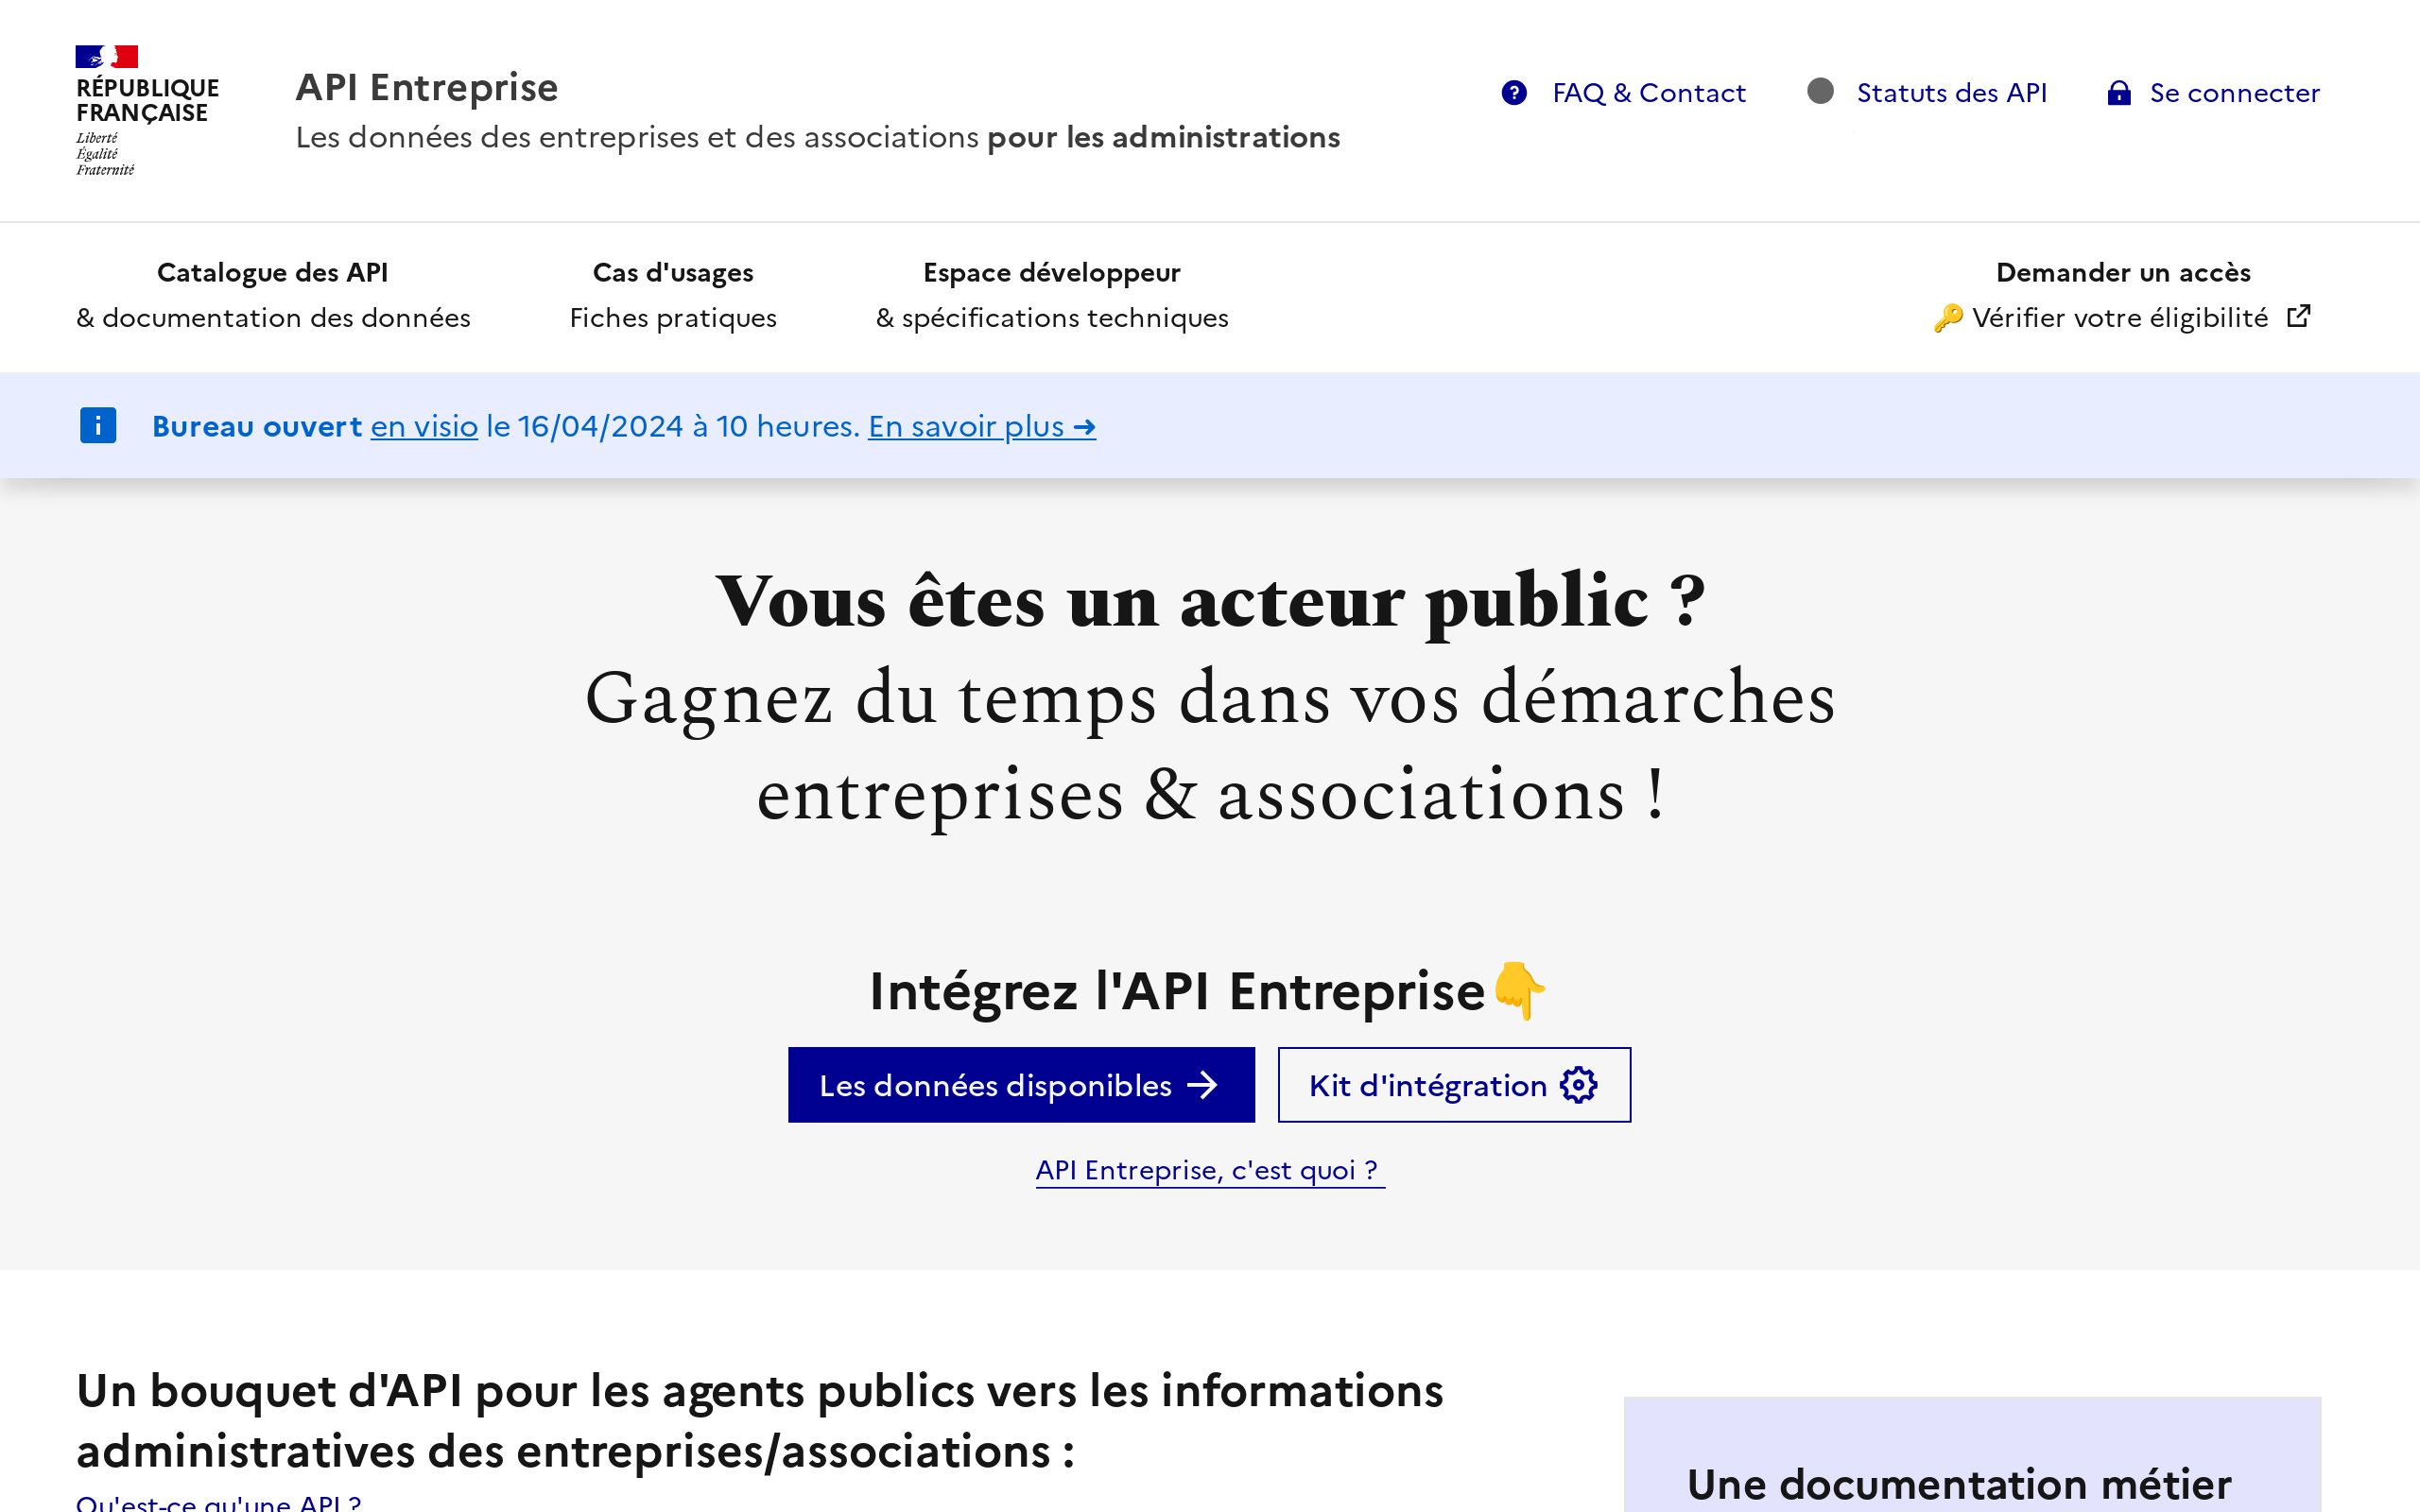 RÉPUBLIQUE
FRANÇAISE
Liberté
Égalité
Fraternité
API Entreprise
Les données des entreprises et des associations pour les administrations
FAQ & Contact
Statuts des API
Se connecter
Catalogue des API
& documentation des données
Cas d'usages
Fiches pratiques
Espace développeur
& spécifications techniques
Demander un accès
🔑 Vérifier votre éligibilité
Bureau ouvert en visio le 16/04/2024 à 10 heures. En savoir plus ➜
Vous êtes un acteur public ?
Gagnez du temps dans vos démarches
entreprises & associations !
Intégrez l'API Entreprise👇
Les données disponibles →
Kit d'intégration
API Entreprise, c'est quoi ?
Un bouquet d'API pour les agents publics vers les informations
administratives des entreprises/associations :
Qu'est-ce qu'une API ?
Une documentation métier